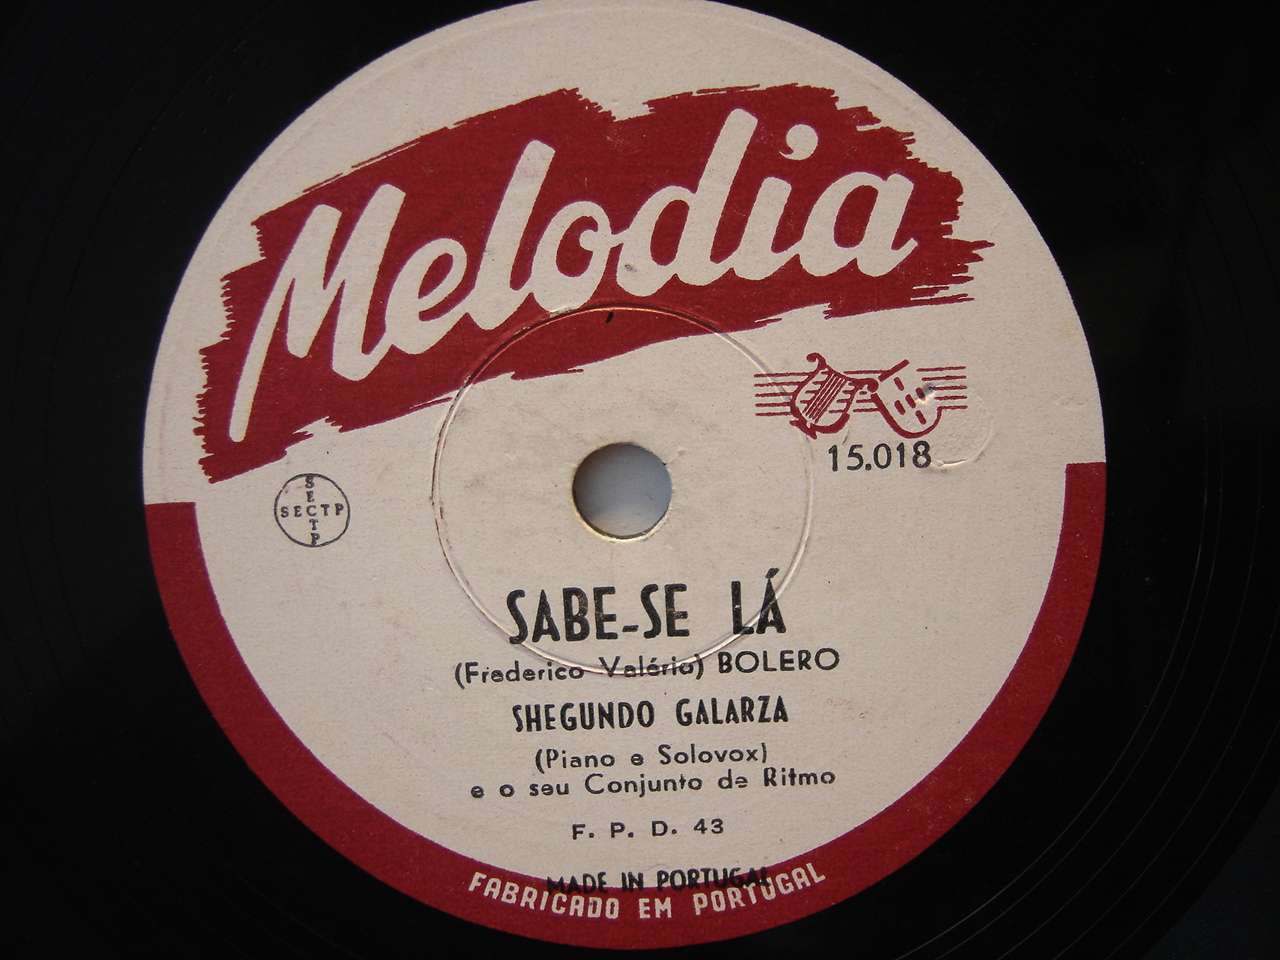 Melodia
15.018
SECTP
SECTP
SABE-SE LÁ
(Frederico Valério) BOLERO
SHEGUNDO GALARZA
(Piano e Solovox)
e o seu Conjunto de Ritmo
F. P. D. 43
MADE IN PORTUGAL
FABRICADO EM PORTUGAL